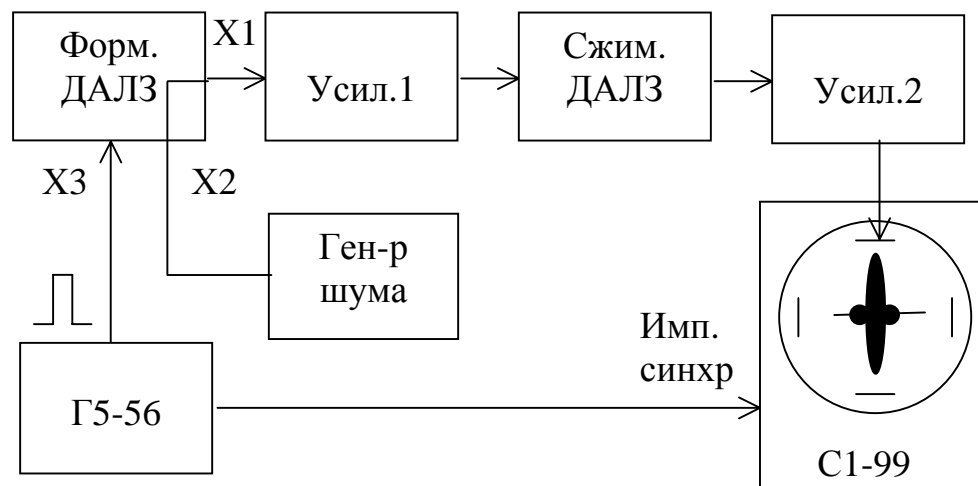 Форм.
ДАЛЗ
X1
Усил.1
Сжим.
ДАЛЗ
Усил.2
X3
X2
Ген-р
шума
Имп.
синхр
Г5-56
С1-99